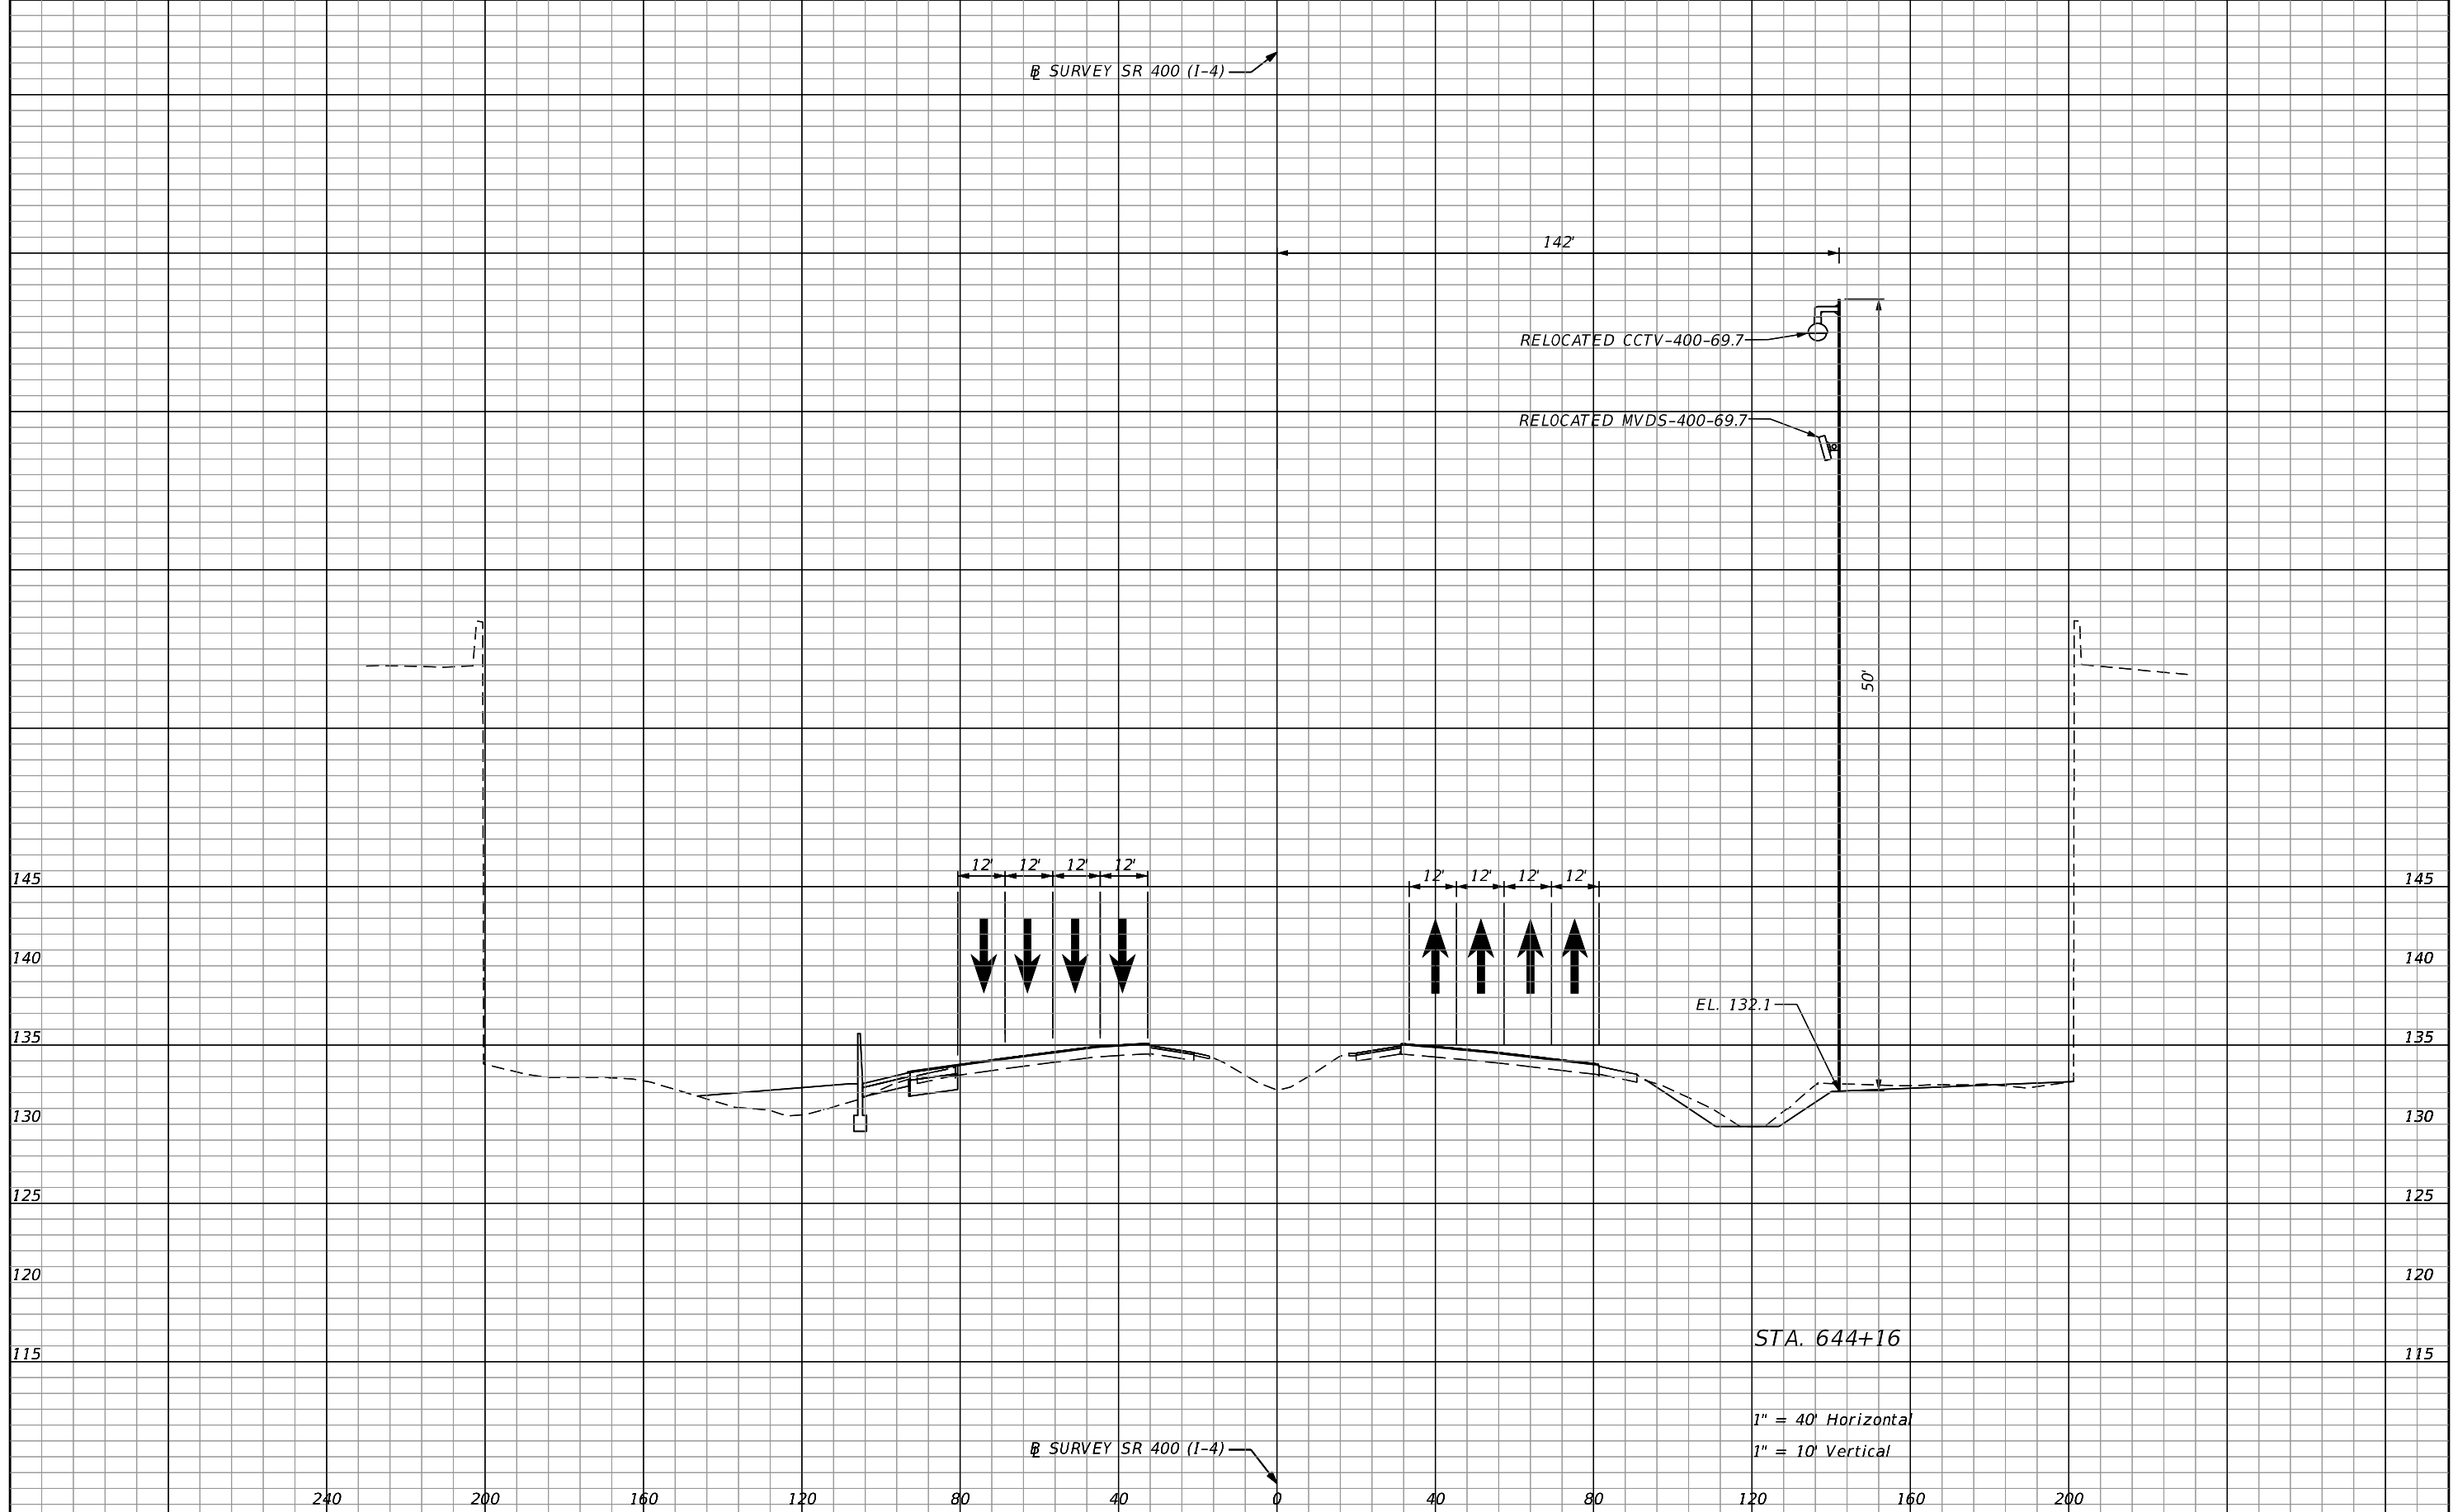 ℄ SURVEY SR 400 (I-4)
142'
RELOCATED CCTV-400-69.7
RELOCATED MVDS-400-69.7
50'
12' 12' 12' 12'
12' 12' 12' 12'
145 145
140 140
EL. 132.1
135 135
130 130
125 125
120 120
STA. 644+16
115 115
1" = 40' Horizontal
℄ SURVEY SR 400 (I-4)
1" = 10' Vertical
240 200 160 120 80 40 0 40 80 120 160 200